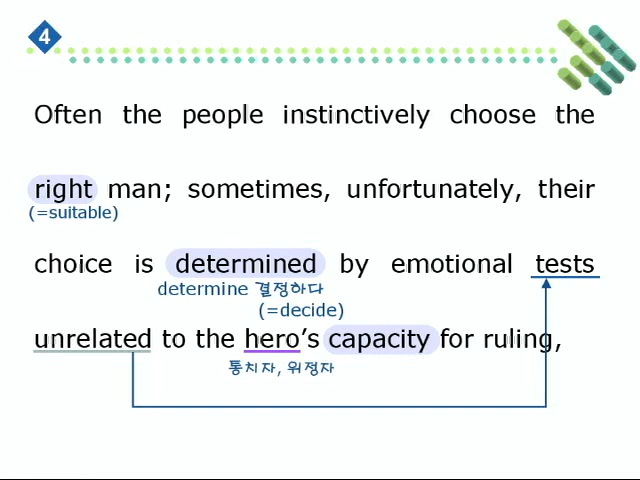 4
Often the people instinctively choose the
right man; sometimes, unfortunately, their
(=suitable)
choice is determined by emotional tests
determine 결정하다
(=decide)
unrelated to the hero's capacity for ruling,
통치자, 위정자